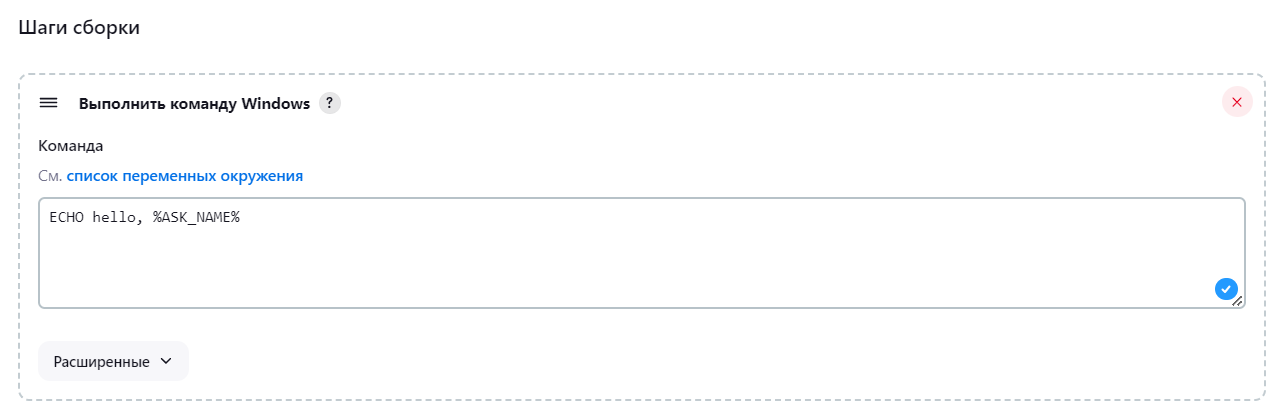 Шаги сборки
Выполнить команду Windows ?
Команда
См. список переменных окружения
ECHO hello, %ASK_NAME%
Расширенные